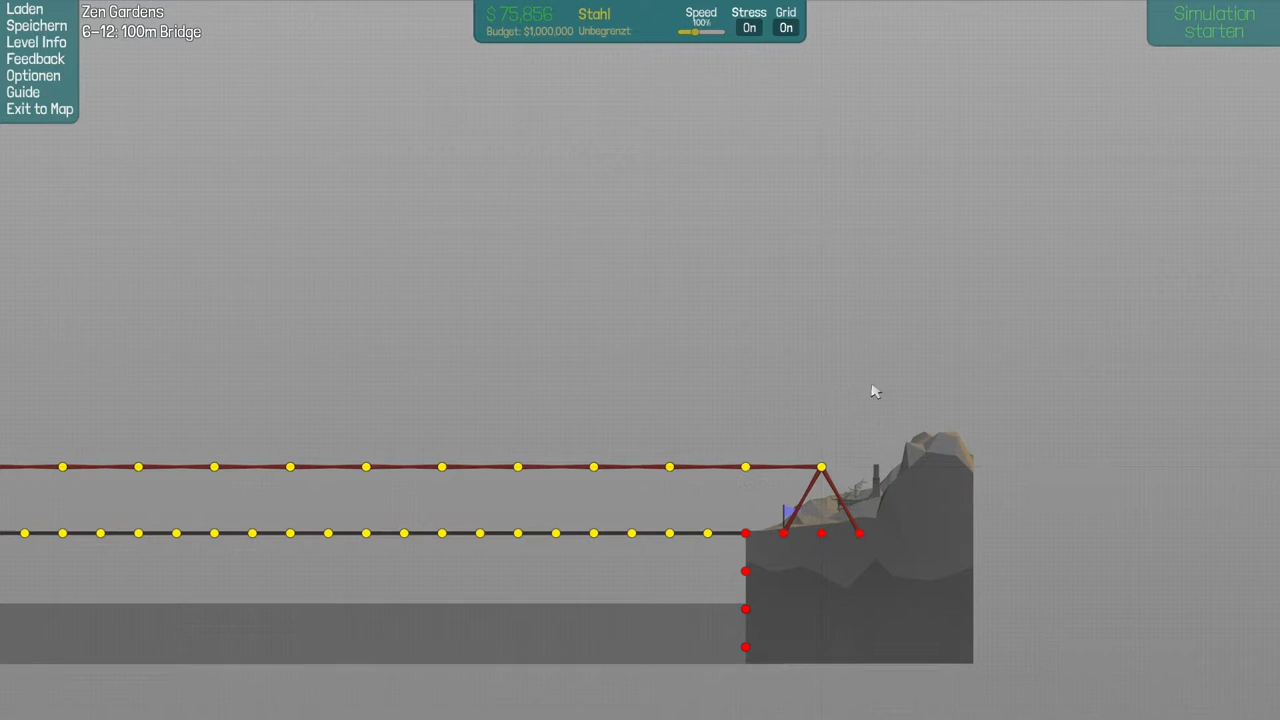 Laden
Speichern
Level Info
Feedback
Optionen
Guide
Exit to Map
Zen Gardens
6-12: 100m Bridge
$ 75,856
Budget: $1,000,000
Stahl
Unbegrenzt
Speed
100%
Stress
On
Grid
On
Simulation
starten